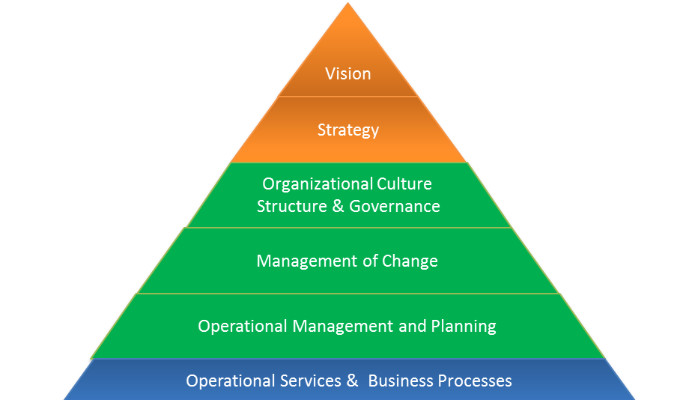 Vision
Strategy
Organizational Culture
Structure & Governance
Management of Change
Operational Management and Planning
Operational Services &  Business Processes